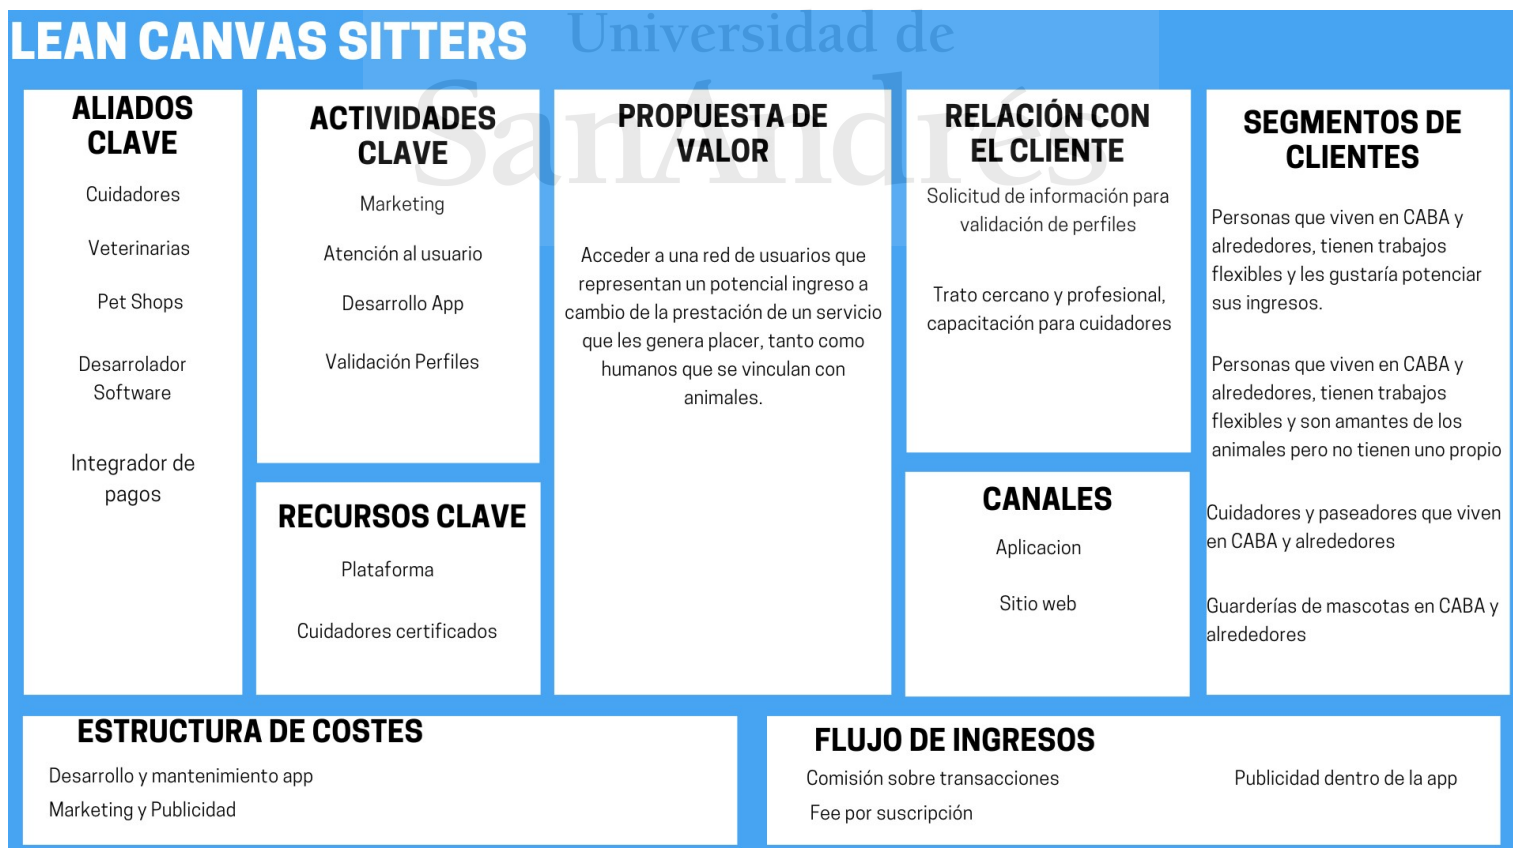 LEAN CANVAS SITTERS
Universidad de
SanAndrés
ALIADOS
CLAVE
Cuidadores
Veterinarias
Pet Shops
Desarrolador
Software
Integrador de
pagos
ACTIVIDADES
CLAVE
Marketing
Atención al usuario
Desarrollo App
Validación Perfiles
RECURSOS CLAVE
Plataforma
Cuidadores certificados
PROPUESTA DE
VALOR
Acceder a una red de usuarios que
representan un potencial ingreso a
cambio de la prestación de un servicio
que les genera placer, tanto como
humanos que se vinculan con
animales.
RELACIÓN CON
EL CLIENTE
Solicitud de información para
validación de perfiles
Trato cercano y profesional,
capacitación para cuidadores
CANALES
Aplicacion
Sitio web
SEGMENTOS DE
CLIENTES
Personas que viven en CABA y
alrededores, tienen trabajos
flexibles y les gustaría potenciar
sus ingresos.
Personas que viven en CABA y
alrededores, tienen trabajos
flexibles y son amantes de los
animales pero no tienen uno propio
Cuidadores y paseadores que viven
en CABA y alrededores
Guarderías de mascotas en CABA y
alrededores
ESTRUCTURA DE COSTES
Desarrollo y mantenimiento app
Marketing y Publicidad
FLUJO DE INGRESOS
Comisión sobre transacciones
Fee por suscripción
Publicidad dentro de la app